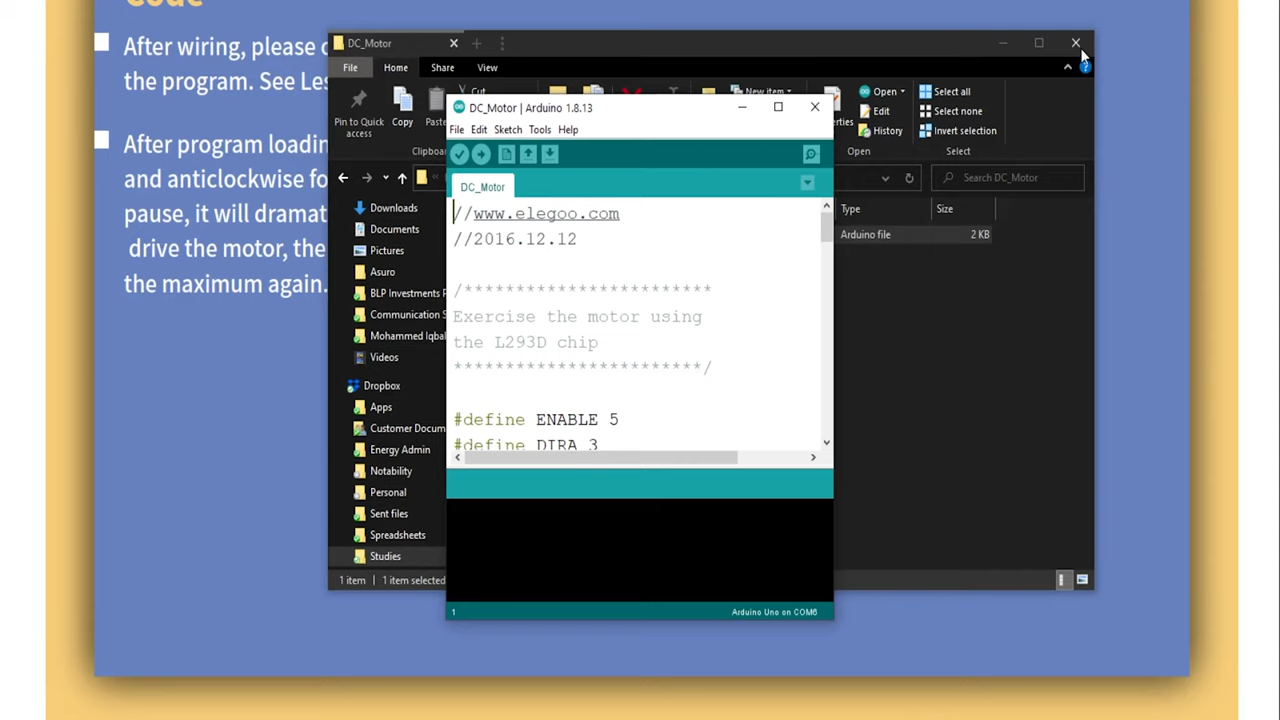 Code
After wiring, please
the program. See Les
After program loadin
and anticlockwise fo
pause, it will dramat
drive the motor, the
the maximum again.
DC_Motor
File
Home
Share
View
Pin to Quick
access
Copy
Paste
Cut
New item
Open
Edit
History
Select all
Select none
Invert selection
Clipboar
Open
Select
Search DC_Motor
Type
Size
Arduino file
2 KB
Downloads
Documents
Pictures
Asuro
BLP Investments P
Communication S
Mohammed Iqbal
Videos
Dropbox
Apps
Customer Docum
Energy Admin
Notability
Personal
Sent files
Spreadsheets
Studies
1 item
1 item selected
DC_Motor | Arduino 1.8.13
File Edit Sketch Tools Help
DC_Motor
//www.elegoo.com
//2016.12.12
/************************
Exercise the motor using
the L293D chip
************************/
#define ENABLE 5
#define DIRA 3
1
Arduino Uno on COM6